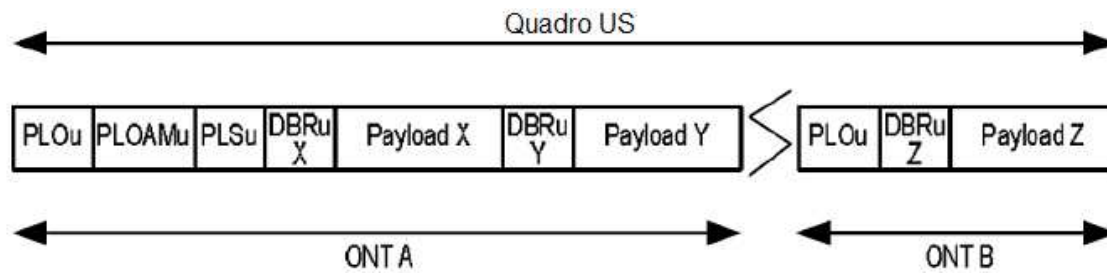 Quadro US
PLOu PLOAMu PLSu DBRu X Payload X DBRu Y Payload Y PLOu DBRu Z Payload Z
ONT A ONT B